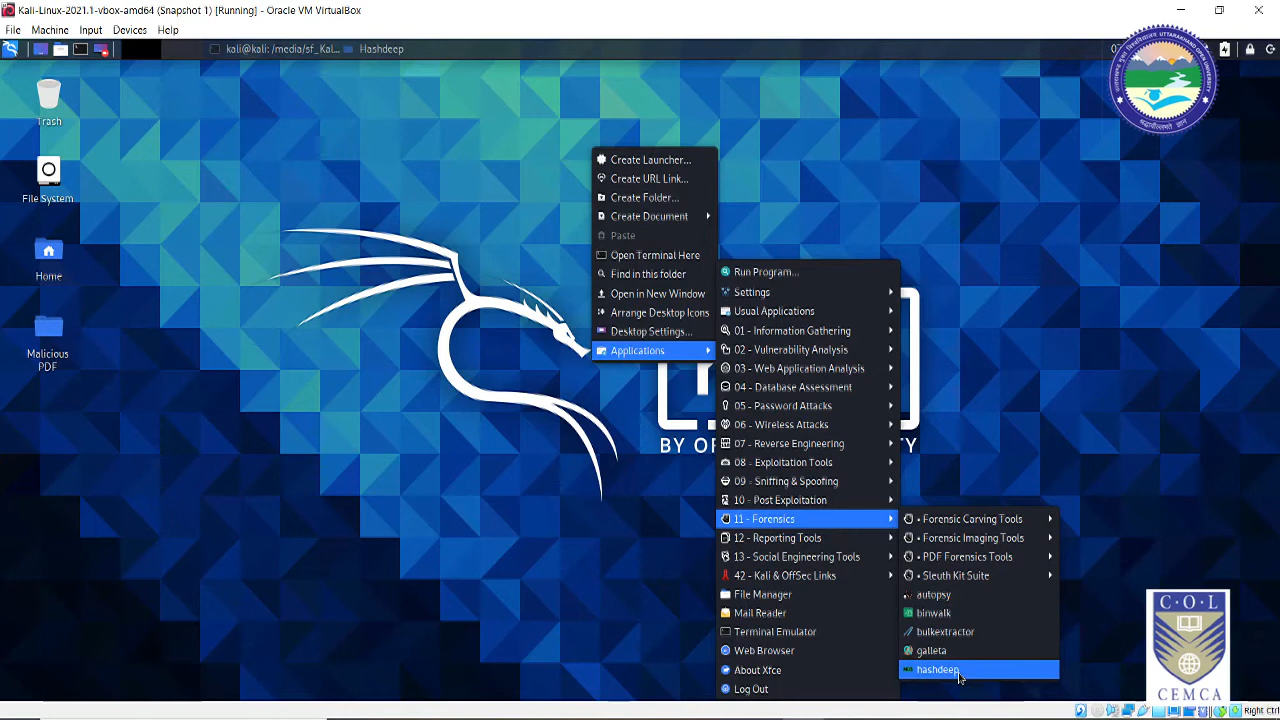 Kali-Linux-2021.1-vbox-amd64 (Snapshot 1) [Running] - Oracle VM VirtualBox
File Machine Input Devices Help
kali@kali: /media/sf_Kal... Hashdeep
UTTARAKHAND OPEN UNIVERSITY
Trash
File System
Home
Malicious
PDF
Create Launcher...
Create URL Link...
Create Folder...
Create Document
Paste
Open Terminal Here
Find in this folder
Open in New Window
Arrange Desktop Icons
Desktop Settings...
Applications
BY OF
Y
Run Program...
Settings
Usual Applications
01 - Information Gathering
02 - Vulnerability Analysis
03 - Web Application Analysis
04 - Database Assessment
05 - Password Attacks
06 - Wireless Attacks
07 - Reverse Engineering
08 - Exploitation Tools
09 - Sniffing & Spoofing
10 - Post Exploitation
11 - Forensics
12 - Reporting Tools
13 - Social Engineering Tools
42 - Kali & OffSec Links
File Manager
Mail Reader
Terminal Emulator
Web Browser
About Xfce
Log Out
• Forensic Carving Tools
• Forensic Imaging Tools
• PDF Forensics Tools
• Sleuth Kit Suite
autopsy
binwalk
bulkextractor
galleta
hashdeep
C·O·L
CEMCA
Right Ctrl